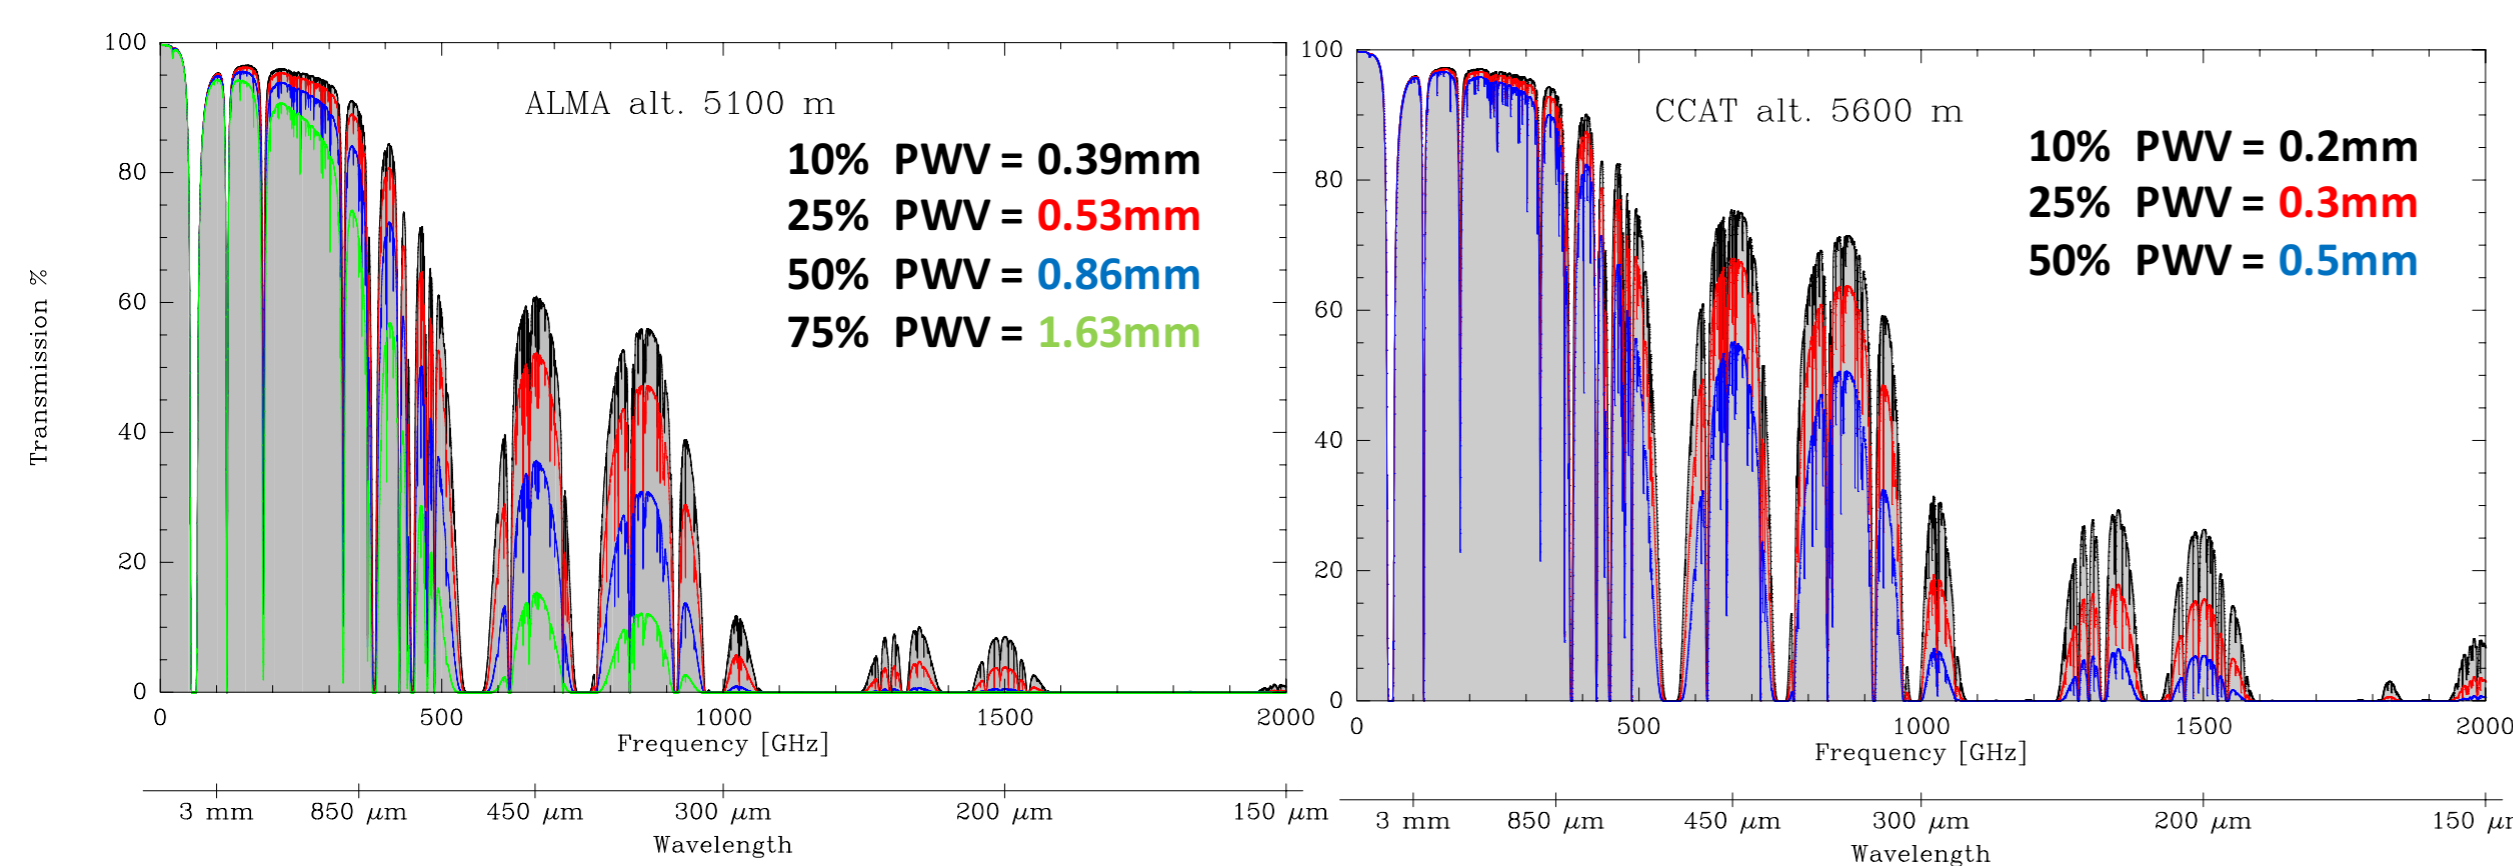 ALMA alt. 5100 m
10% PWV = 0.39mm
25% PWV = 0.53mm
50% PWV = 0.86mm
75% PWV = 1.63mm
Transmission %
100
80
60
40
20
0
0 500 1000 1500 2000
Frequency [GHz]
3 mm 850 μm 450 μm 300 μm 200 μm 150 μm
Wavelength
CCAT alt. 5600 m
10% PWV = 0.2mm
25% PWV = 0.3mm
50% PWV = 0.5mm
100
80
60
40
20
0
0 500 1000 1500 2000
Frequency [GHz]
3 mm 850 μm 450 μm 300 μm 200 μm 150 μm
Wavelength